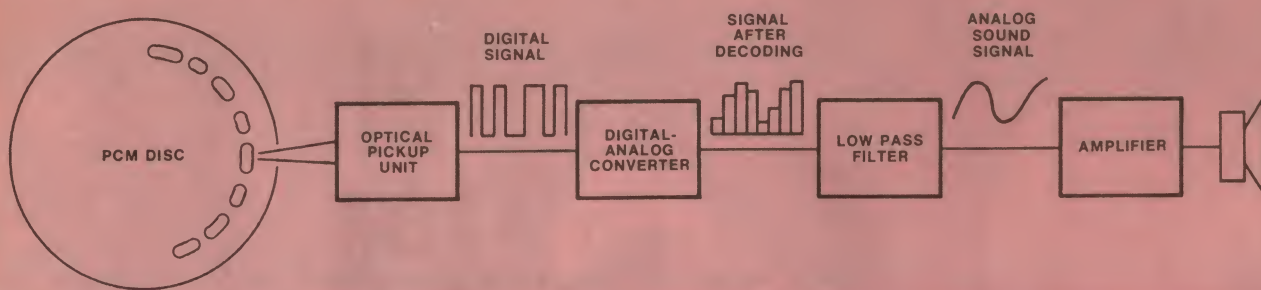 PCM DISC
OPTICAL
PICKUP
UNIT
DIGITAL
SIGNAL
DIGITAL-
ANALOG
CONVERTER
SIGNAL
AFTER
DECODING
LOW PASS
FILTER
ANALOG
SOUND
SIGNAL
AMPLIFIER